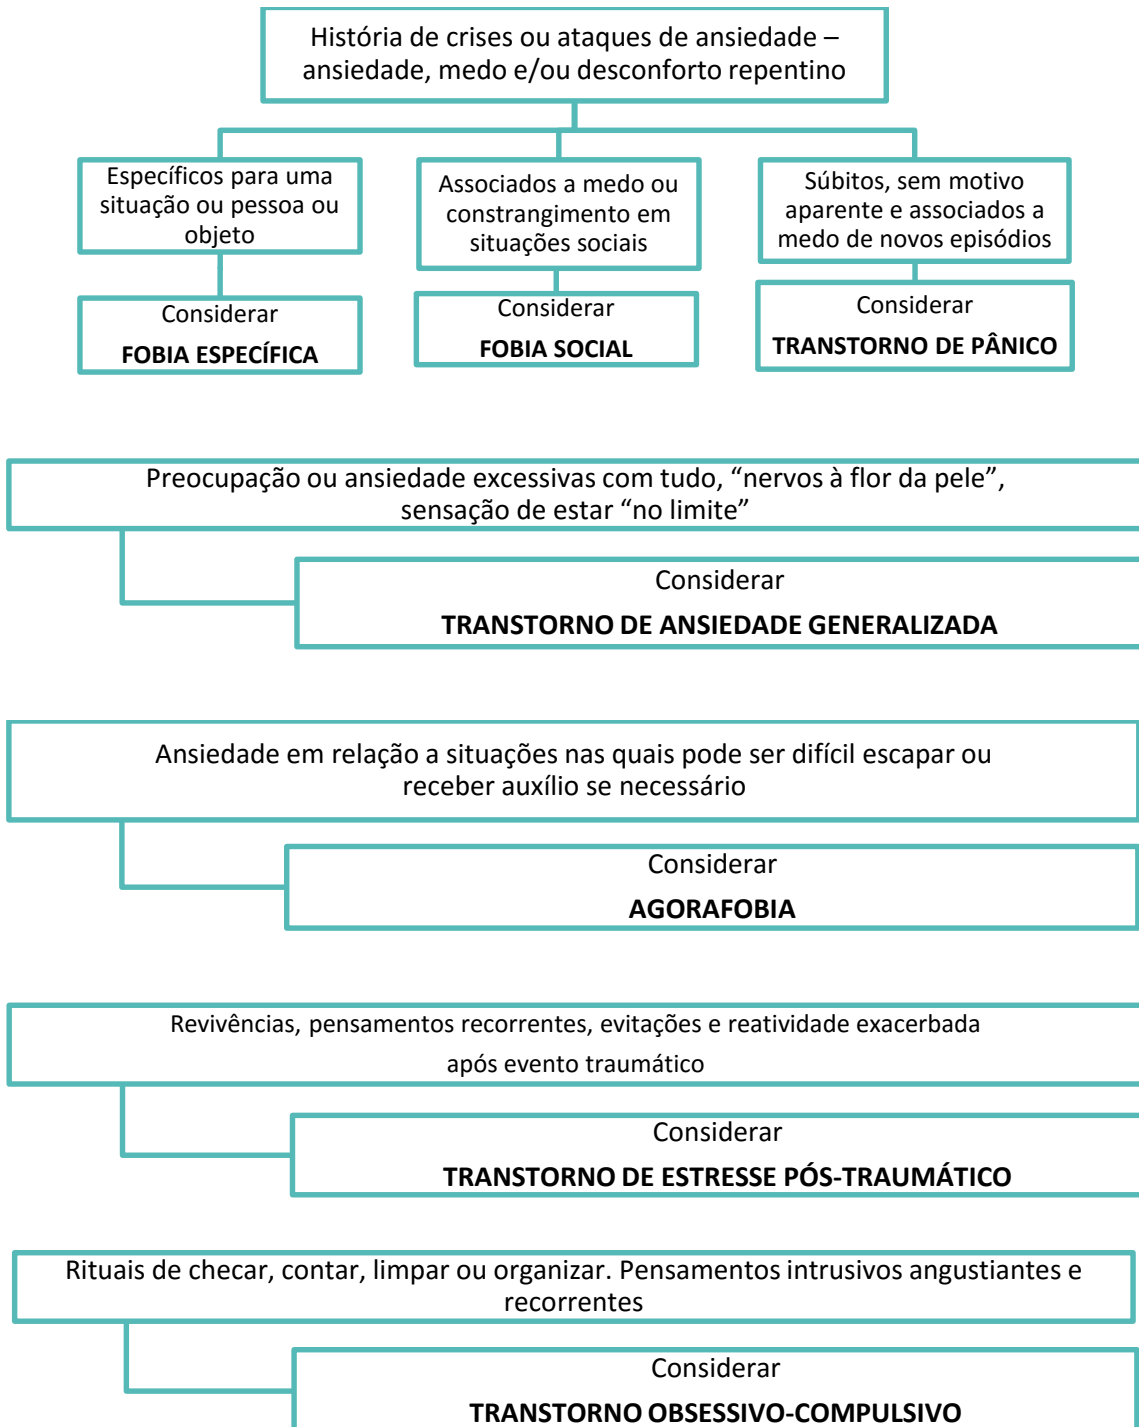 História de crises ou ataques de ansiedade –
ansiedade, medo e/ou desconforto repentino
Específicos para uma
situação ou pessoa ou
objeto
Considerar
FOBIA ESPECÍFICA
Associados a medo ou
constrangimento em
situações sociais
Considerar
FOBIA SOCIAL
Súbitos, sem motivo
aparente e associados a
medo de novos episódios
Considerar
TRANSTORNO DE PÂNICO
Preocupação ou ansiedade excessivas com tudo, “nervos à flor da pele”,
sensação de estar “no limite”
Considerar
TRANSTORNO DE ANSIEDADE GENERALIZADA
Ansiedade em relação a situações nas quais pode ser difícil escapar ou
receber auxílio se necessário
Considerar
AGORAFOBIA
Revivências, pensamentos recorrentes, evitações e reatividade exacerbada
após evento traumático
Considerar
TRANSTORNO DE ESTRESSE PÓS-TRAUMÁTICO
Rituais de checar, contar, limpar ou organizar. Pensamentos intrusivos angustiantes e
recorrentes
Considerar
TRANSTORNO OBSESSIVO-COMPULSIVO